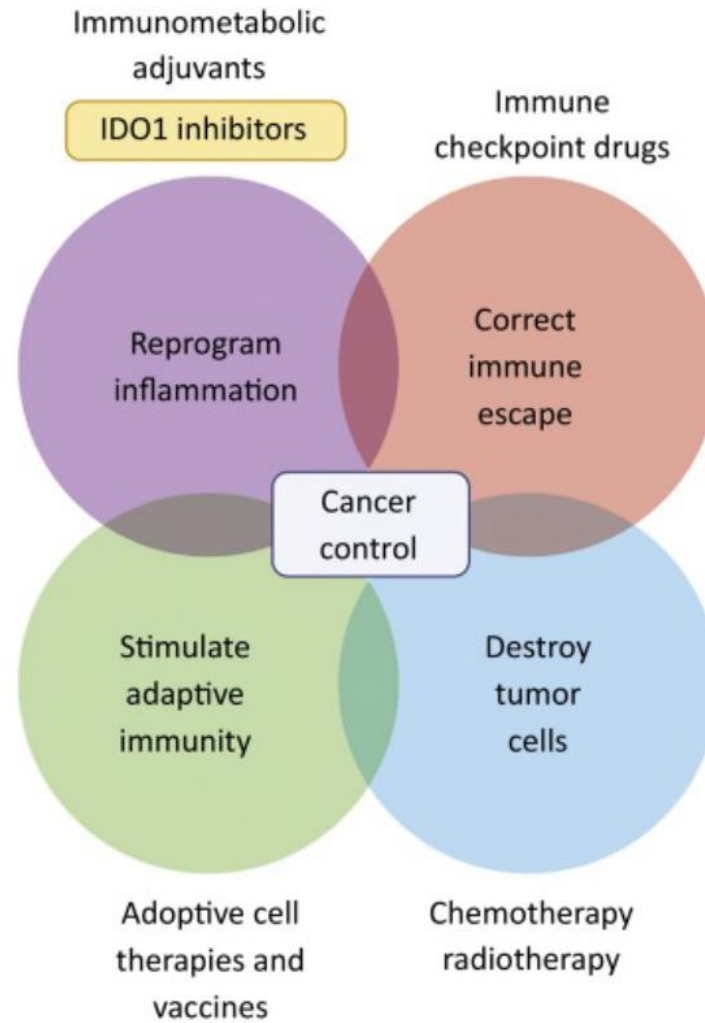 Immunometabolic
adjuvants
IDO1 inhibitors
Immune
checkpoint drugs
Reprogram
inflammation
Correct
immune
escape
Cancer
control
Stimulate
adaptive
immunity
Destroy
tumor
cells
Adoptive cell
therapies and
vaccines
Chemotherapy
radiotherapy